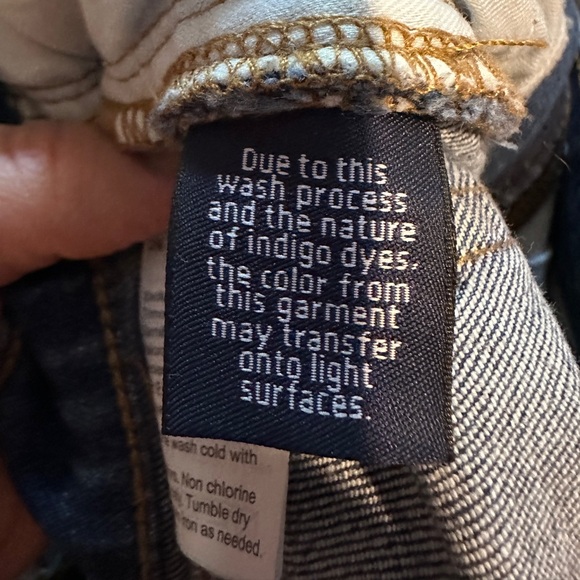 Due to this
wash process
and the nature
of indigo dyes,
the color from
this garment
may transfer
onto light
surfaces.
wash cold with
Non chlorine
Tumble dry
iron as needed.